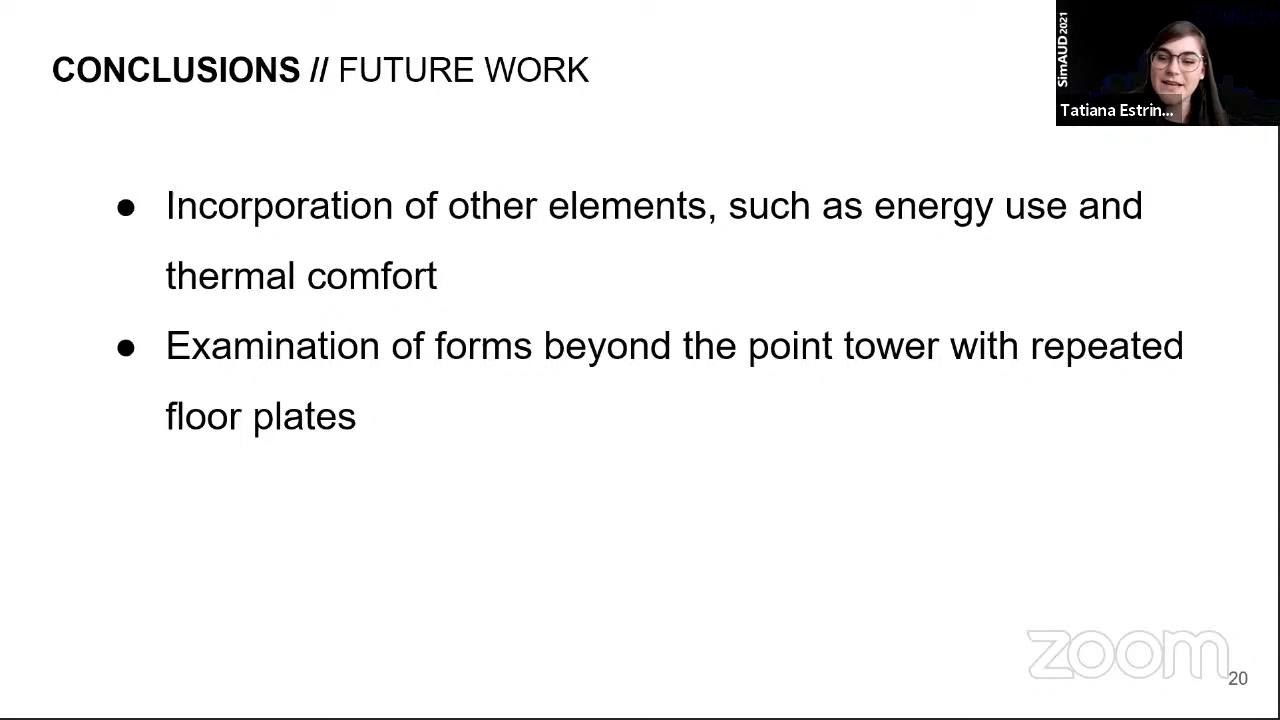 CONCLUSIONS // FUTURE WORK
SimAUD 2021
Tatiana Estrin...
● Incorporation of other elements, such as energy use and
thermal comfort
● Examination of forms beyond the point tower with repeated
floor plates
zoom
20